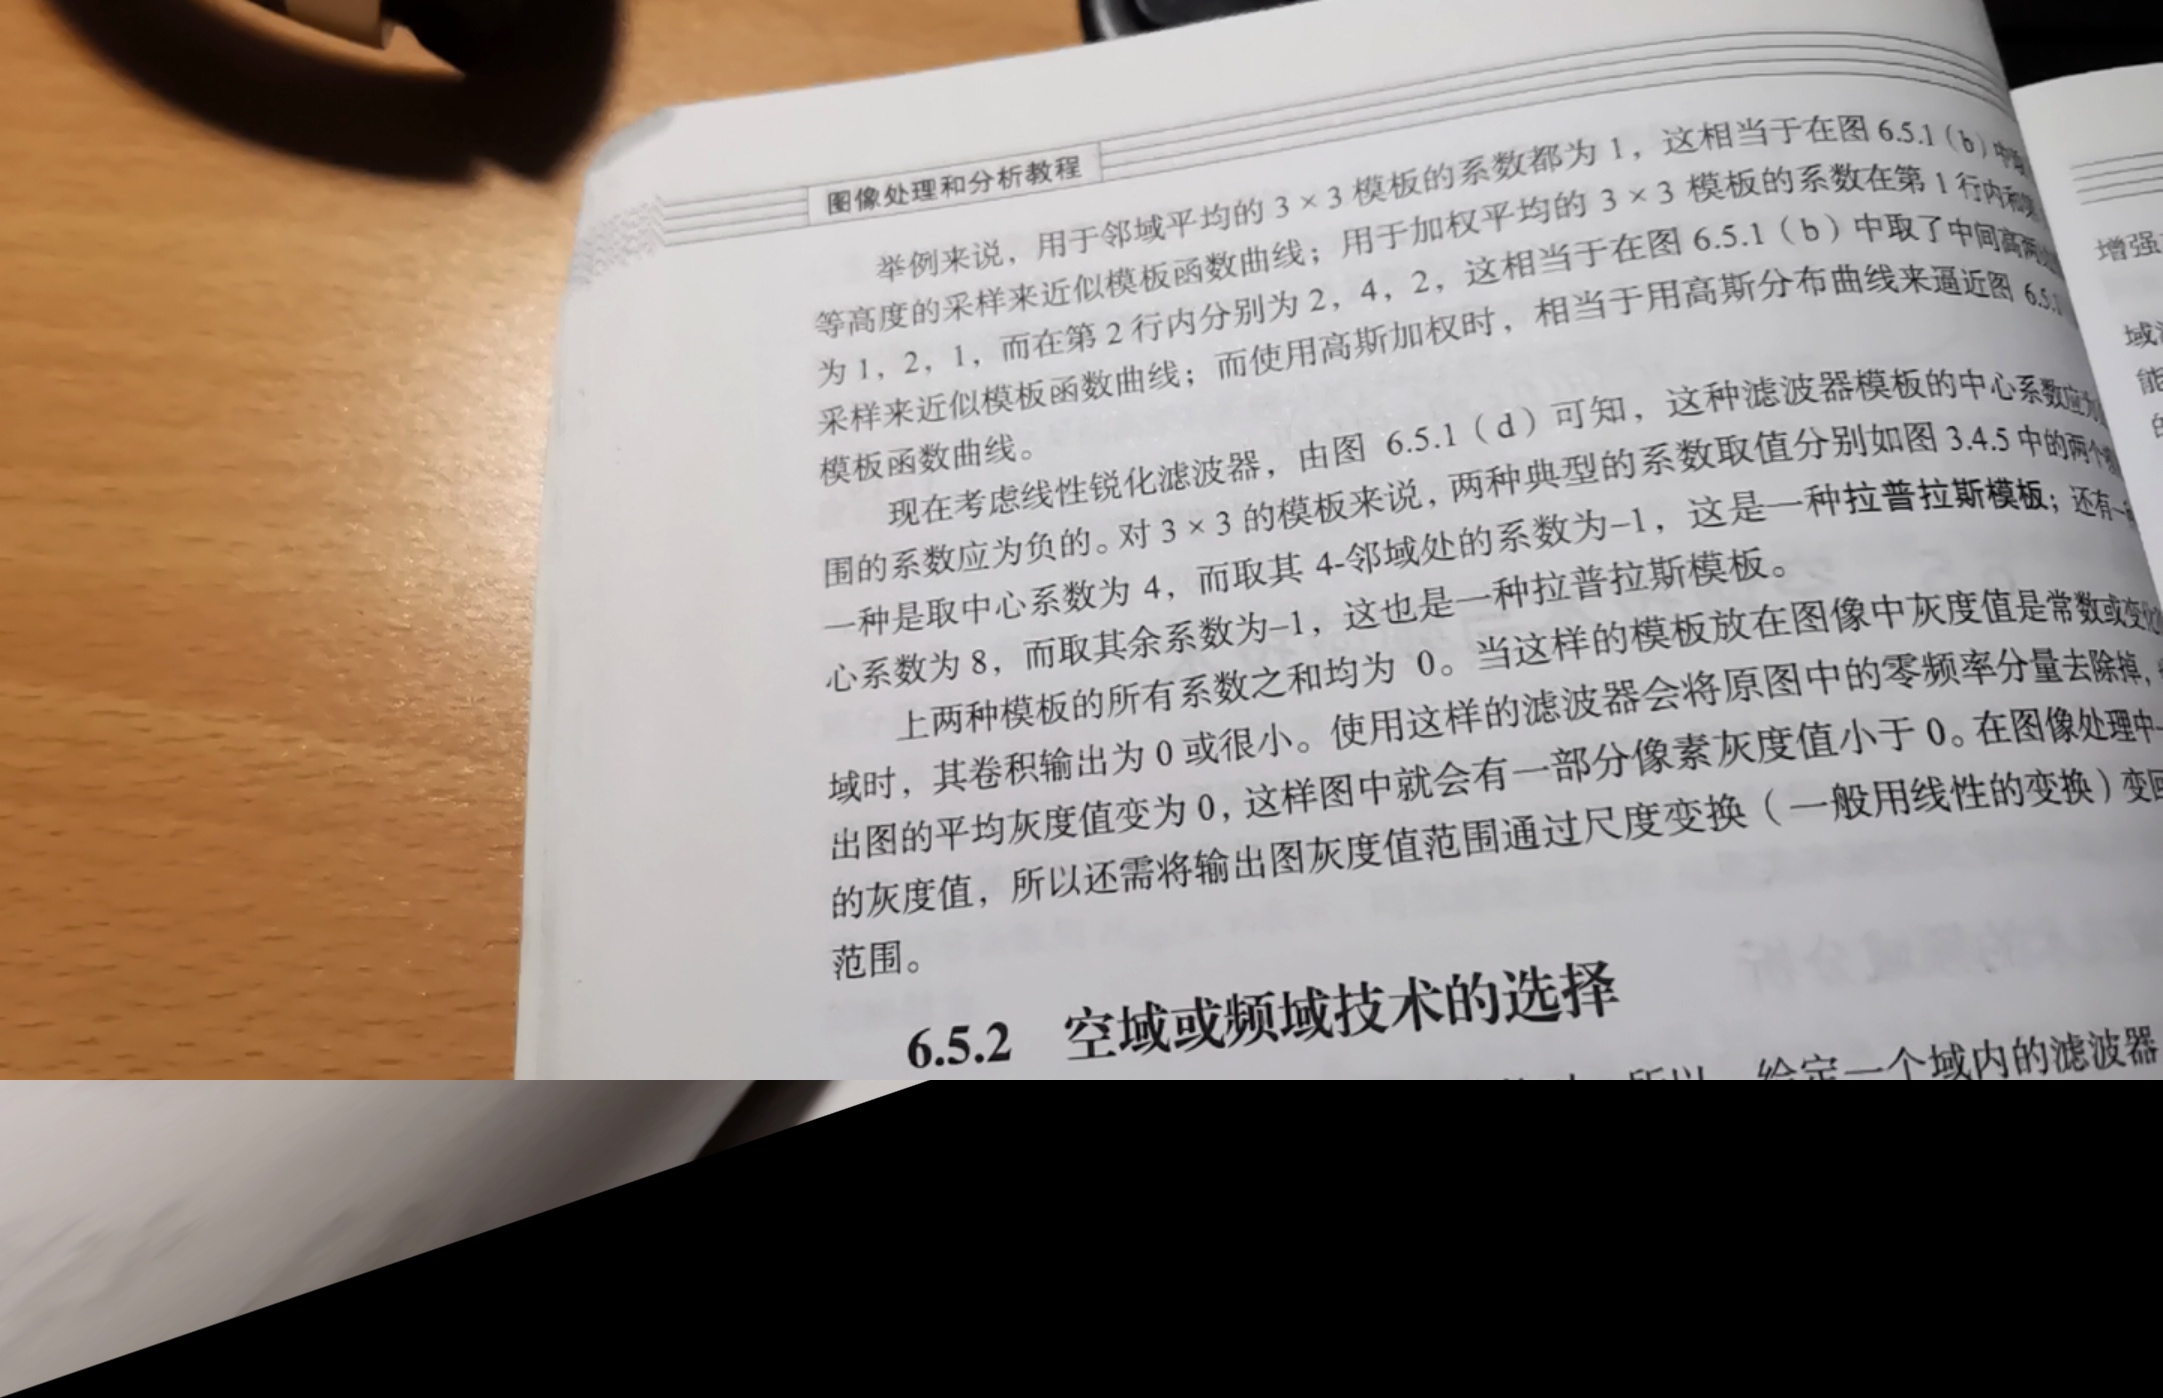 图像处理和分析教程
举例来说，用于邻域平均的 3 × 3 模板的系数都为 1，这相当于在图 6.5.1（b）中
等高度的采样来近似模板函数曲线；用于加权平均的 3 × 3 模板的系数在第 1 行内和
为 1，2，1，而在第 2 行内分别为 2，4，2，这相当于在图 6.5.1（b）中取了中间高两
采样来近似模板函数曲线；而使用高斯加权时，相当于用高斯分布曲线来逼近图 6.5.1
模板函数曲线。
现在考虑线性锐化滤波器，由图 6.5.1（d）可知，这种滤波器模板的中心系数应为
围的系数应为负的。对 3 × 3 的模板来说，两种典型的系数取值分别如图 3.4.5 中的两个
一种是取中心系数为 4，而取其 4-邻域处的系数为–1，这是一种拉普拉斯模板；还有一
心系数为 8，而取其余系数为–1，这也是一种拉普拉斯模板。
上两种模板的所有系数之和均为 0。当这样的模板放在图像中灰度值是常数或变化
域时，其卷积输出为 0 或很小。使用这样的滤波器会将原图中的零频率分量去除掉，
出图的平均灰度值变为 0，这样图中就会有一部分像素灰度值小于 0。在图像处理中一
的灰度值，所以还需将输出图灰度值范围通过尺度变换（一般用线性的变换）变回
范围。
6.5.2 空域或频域技术的选择
所以，给定一个域内的滤波器
增强
域
能
的